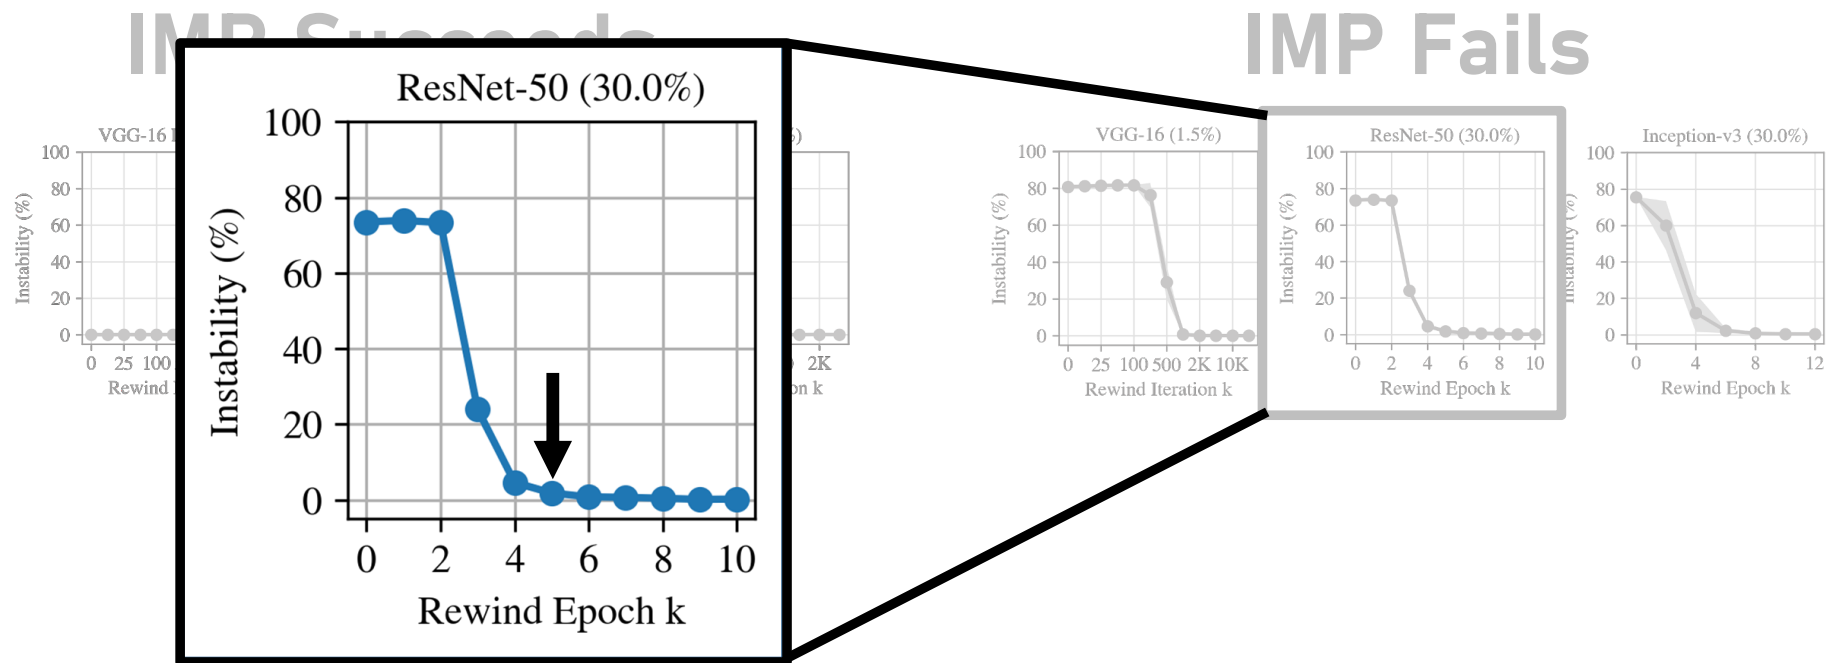 IMP Succeeds
IMP Fails
ResNet-50 (30.0%)
100
80
60
40
20
0
Instability (%)
0 2 4 6 8 10
Rewind Epoch k
VGG-16
100
80
60
40
20
0
Instability (%)
0 25 100
Rewind
2K
k
VGG-16 (1.5%)
100
80
60
40
20
0
Instability (%)
0 25 100 500 2K 10K
Rewind Iteration k
ResNet-50 (30.0%)
100
80
60
40
20
0
Instability (%)
0 2 4 6 8 10
Rewind Epoch k
Inception-v3 (30.0%)
100
80
60
40
20
0
Instability (%)
0 4 8 12
Rewind Epoch k